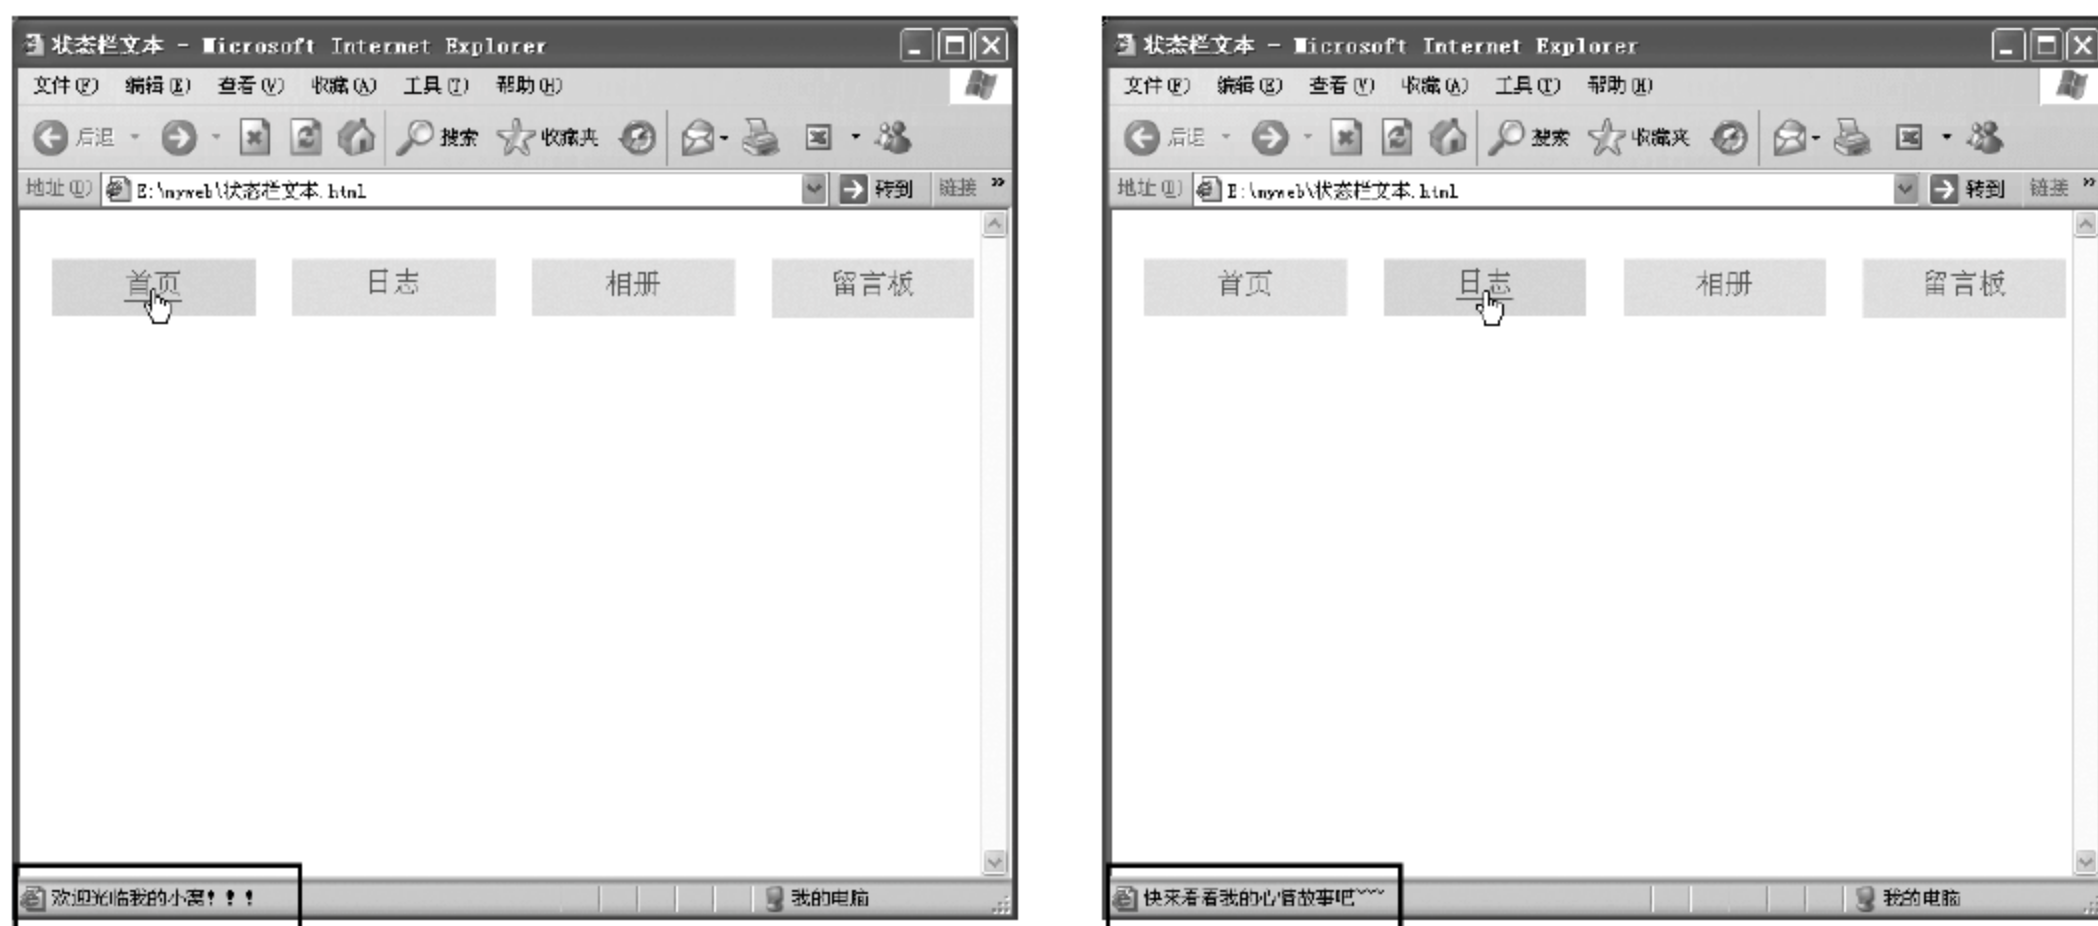 状态栏文本 - Microsoft Internet Explorer
文件(F) 编辑(E) 查看(V) 收藏(A) 工具(T) 帮助(H)
后退 搜索 收藏夹
地址(D) E:\myweb\状态栏文本.html 转到 链接 »
首页 日志 相册 留言板
欢迎光临我的小窝!!! 我的电脑
状态栏文本 - Microsoft Internet Explorer
文件(F) 编辑(E) 查看(V) 收藏(A) 工具(T) 帮助(H)
后退 搜索 收藏夹
地址(D) E:\myweb\状态栏文本.html 转到 链接 »
首页 日志 相册 留言板
快来看看我的心情故事吧~~~ 我的电脑